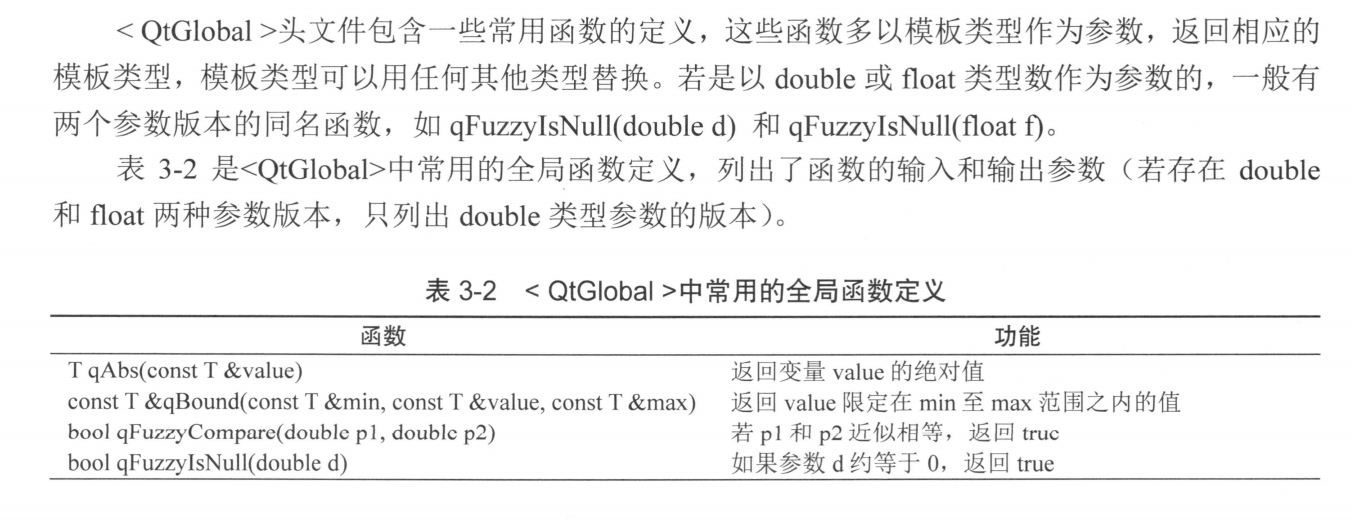 < QtGlobal >头文件包含一些常用函数的定义，这些函数多以模板类型作为参数，返回相应的
模板类型，模板类型可以用任何其他类型替换。若是以 double 或 float 类型数作为参数的，一般有
两个参数版本的同名函数，如 qFuzzyIsNull(double d) 和 qFuzzyIsNull(float f)。
表 3-2 是<QtGlobal>中常用的全局函数定义，列出了函数的输入和输出参数（若存在 double
和 float 两种参数版本，只列出 double 类型参数的版本）。
表 3-2 < QtGlobal >中常用的全局函数定义
函数 功能
T qAbs(const T &value) 返回变量 value 的绝对值
const T &qBound(const T &min, const T &value, const T &max) 返回 value 限定在 min 至 max 范围之内的值
bool qFuzzyCompare(double p1, double p2) 若 p1 和 p2 近似相等，返回 true
bool qFuzzyIsNull(double d) 如果参数 d 约等于 0，返回 true